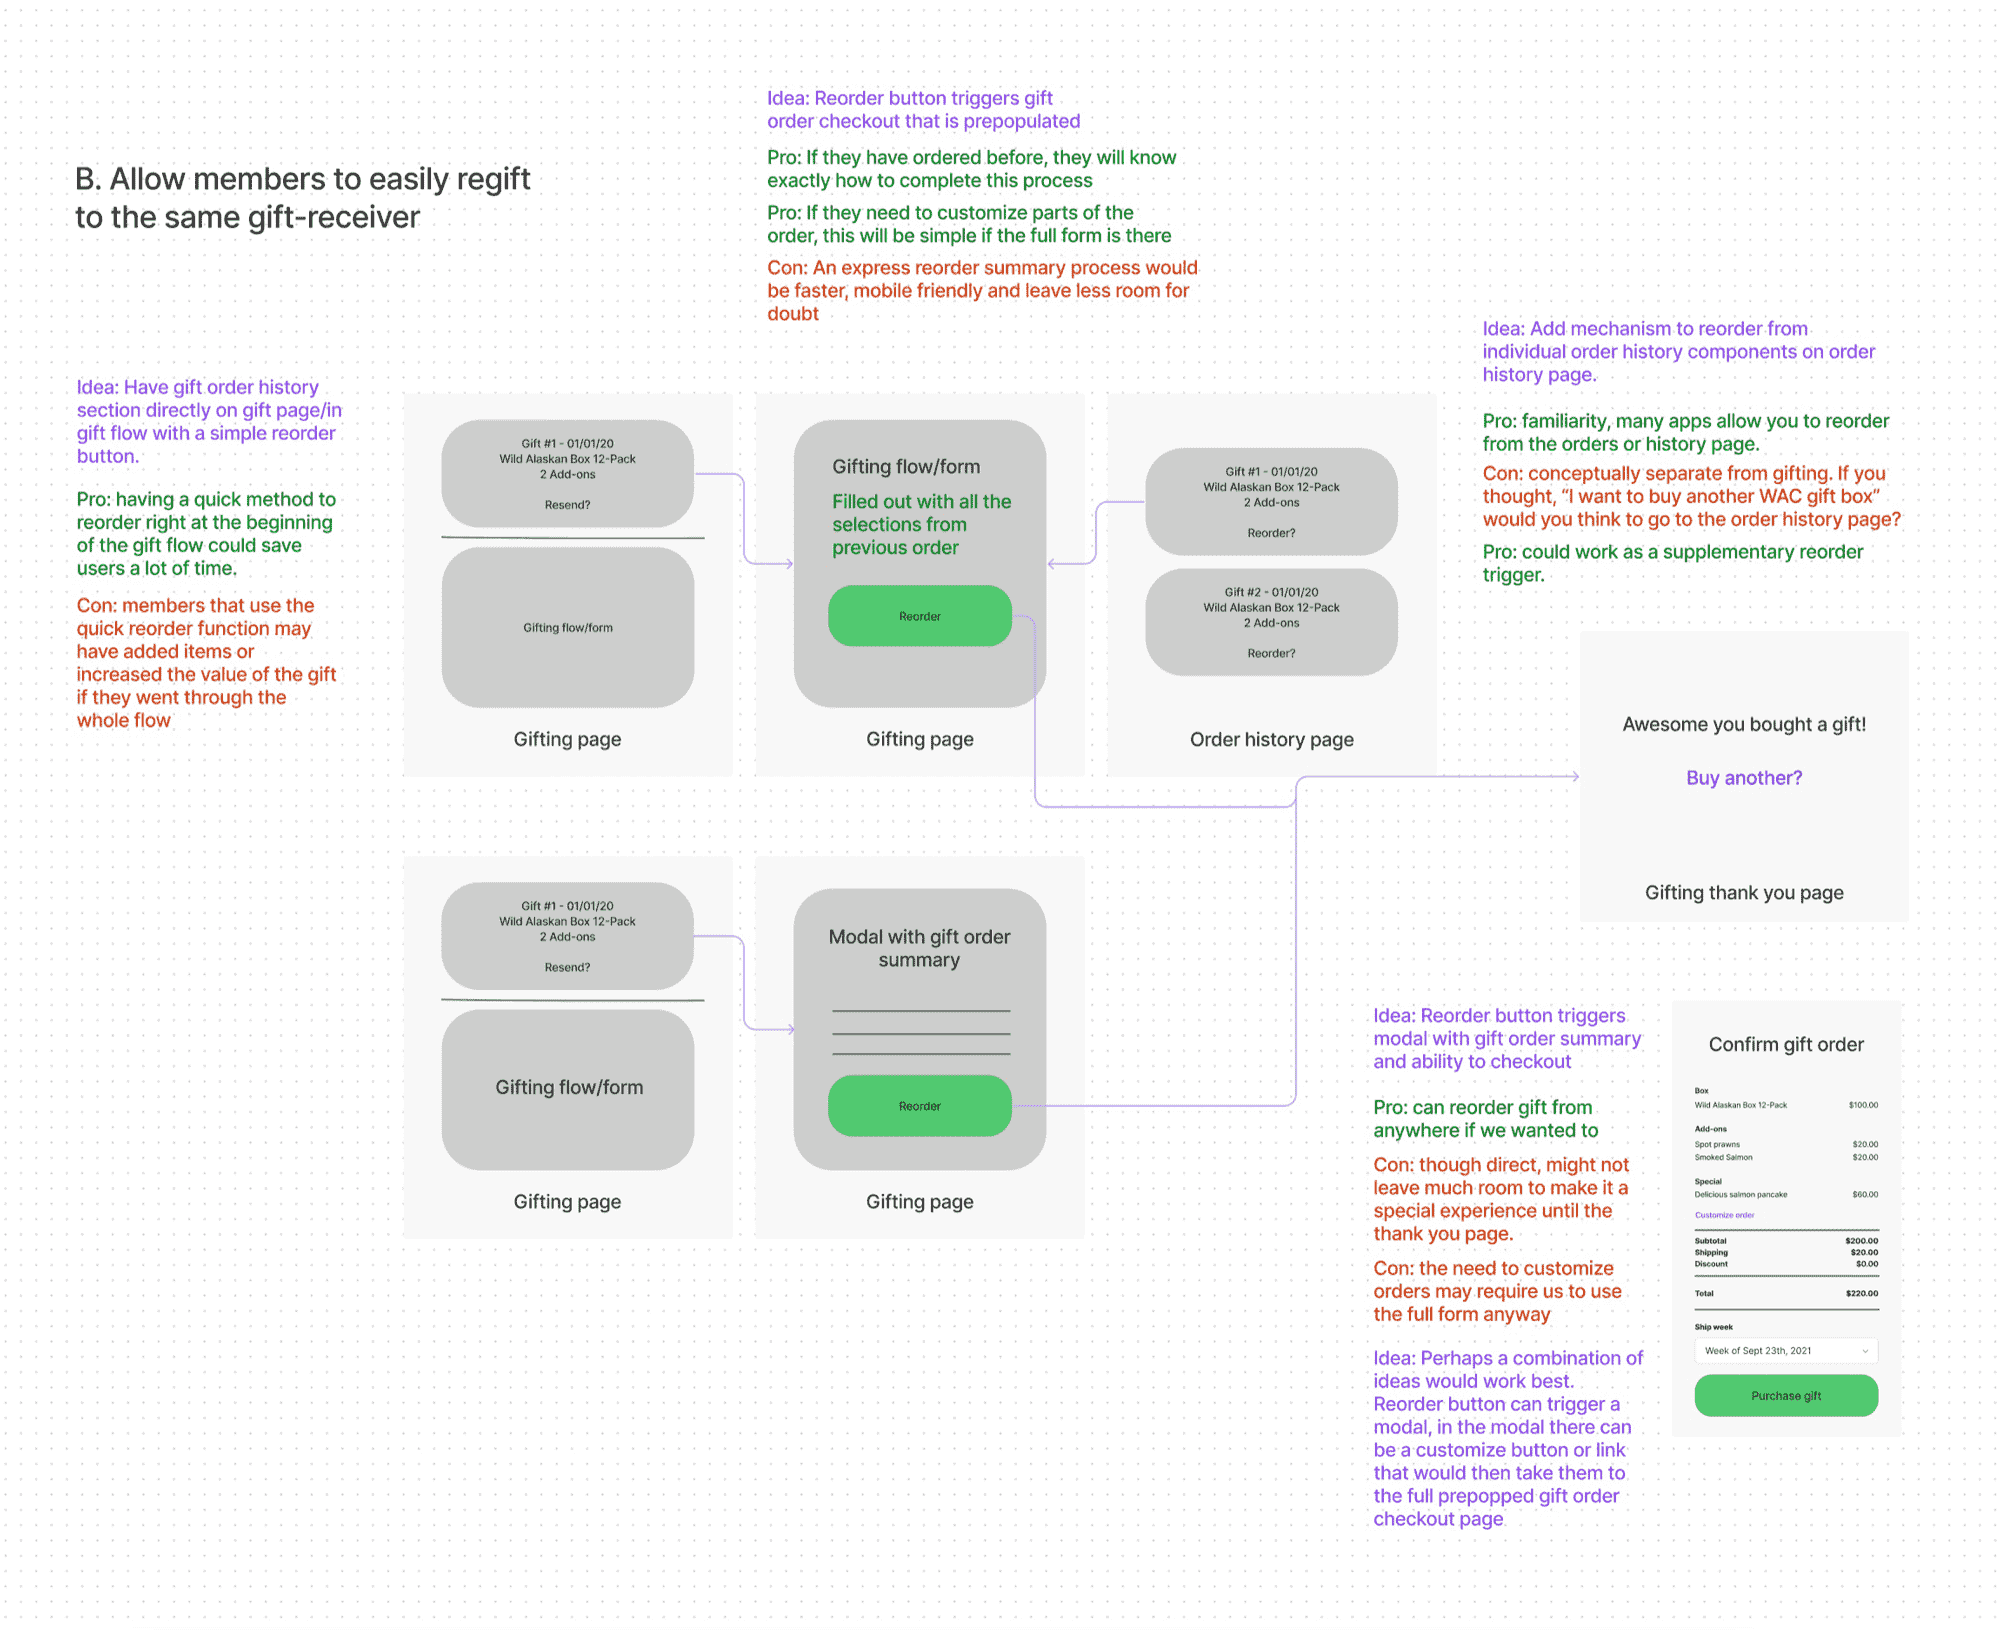 B. Allow members to easily regift
to the same gift-receiver
Idea: Reorder button triggers gift
order checkout that is prepopulated
Pro: If they have ordered before, they will know
exactly how to complete this process
Pro: If they need to customize parts of the
order, this will be simple if the full form is there
Con: An express reorder summary process would
be faster, mobile friendly and leave less room for
doubt
Idea: Add mechanism to reorder from
individual order history components on order
history page.
Pro: familiarity, many apps allow you to reorder
from the orders or history page.
Con: conceptually separate from gifting. If you
thought, “I want to buy another WAC gift box”
would you think to go to the order history page?
Pro: could work as a supplementary reorder
trigger.
Idea: Have gift order history
section directly on gift page/in
gift flow with a simple reorder
button.
Pro: having a quick method to
reorder right at the beginning
of the gift flow could save
users a lot of time.
Con: members that use the
quick reorder function may
have added items or
increased the value of the gift
if they went through the
whole flow
Gift #1 - 01/01/20
Wild Alaskan Box 12-Pack
2 Add-ons
Resend?
Gifting flow/form
Gifting page
Gifting flow/form
Filled out with all the
selections from
previous order
Reorder
Gifting page
Gift #1 - 01/01/20
Wild Alaskan Box 12-Pack
2 Add-ons
Reorder?
Gift #2 - 01/01/20
Wild Alaskan Box 12-Pack
2 Add-ons
Reorder?
Order history page
Awesome you bought a gift!
Buy another?
Gifting thank you page
Gift #1 - 01/01/20
Wild Alaskan Box 12-Pack
2 Add-ons
Resend?
Gifting flow/form
Gifting page
Modal with gift order
summary
Reorder
Gifting page
Idea: Reorder button triggers
modal with gift order summary
and ability to checkout
Pro: can reorder gift from
anywhere if we wanted to
Con: though direct, might not
leave much room to make it a
special experience until the
thank you page.
Con: the need to customize
orders may require us to use
the full form anyway
Idea: Perhaps a combination of
ideas would work best.
Reorder button can trigger a
modal, in the modal there can
be a customize button or link
that would then take them to
the full prepopped gift order
checkout page
Confirm gift order
Box
Wild Alaskan Box 12-Pack $100.00
Add-ons
Spot prawns $20.00
Smoked Salmon $20.00
Special
Delicious salmon pancake $60.00
Customize order
Subtotal $200.00
Shipping $20.00
Discount $0.00
Total $220.00
Ship week
Week of Sept 23th, 2021
Purchase gift